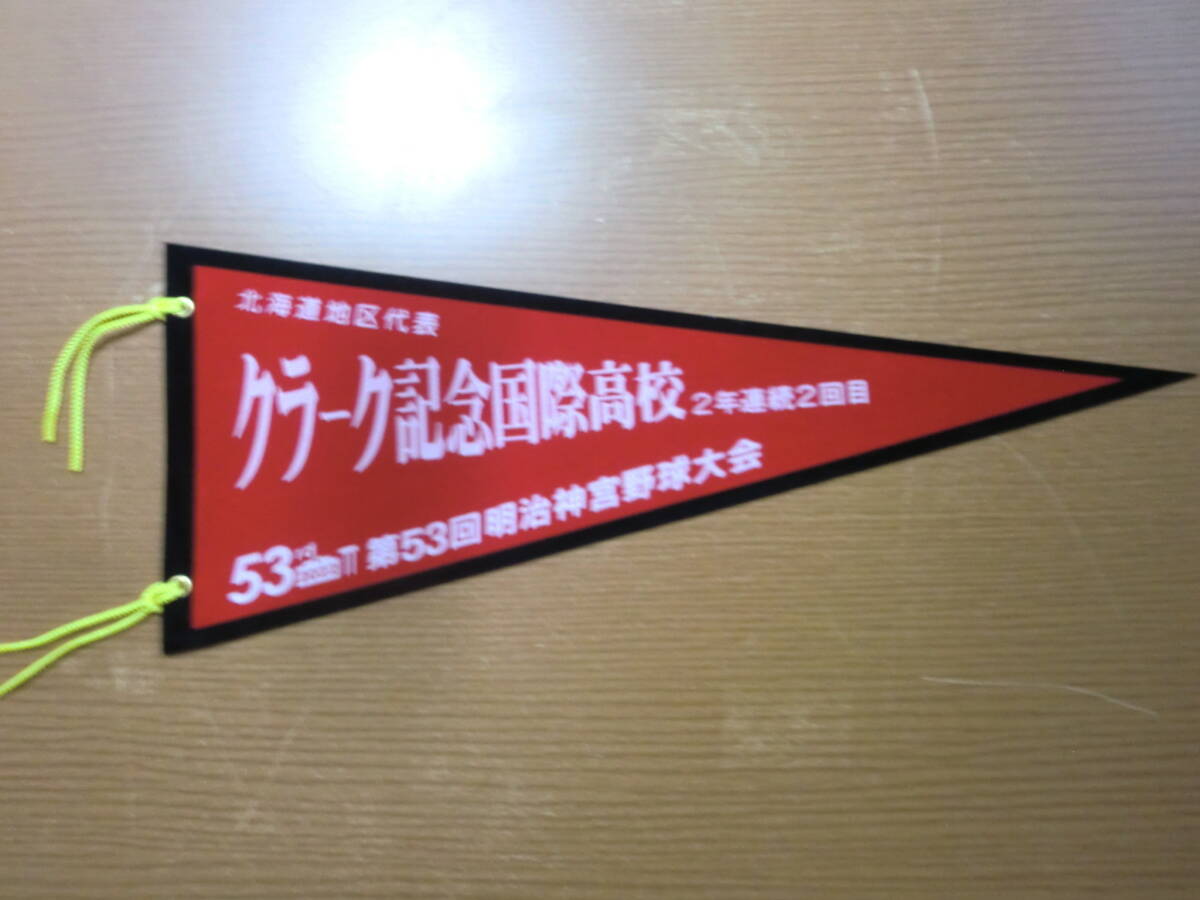 北海道地区代表
クラーク記念国際高校 2年連続2回目
53 第53回明治神宮野球大会